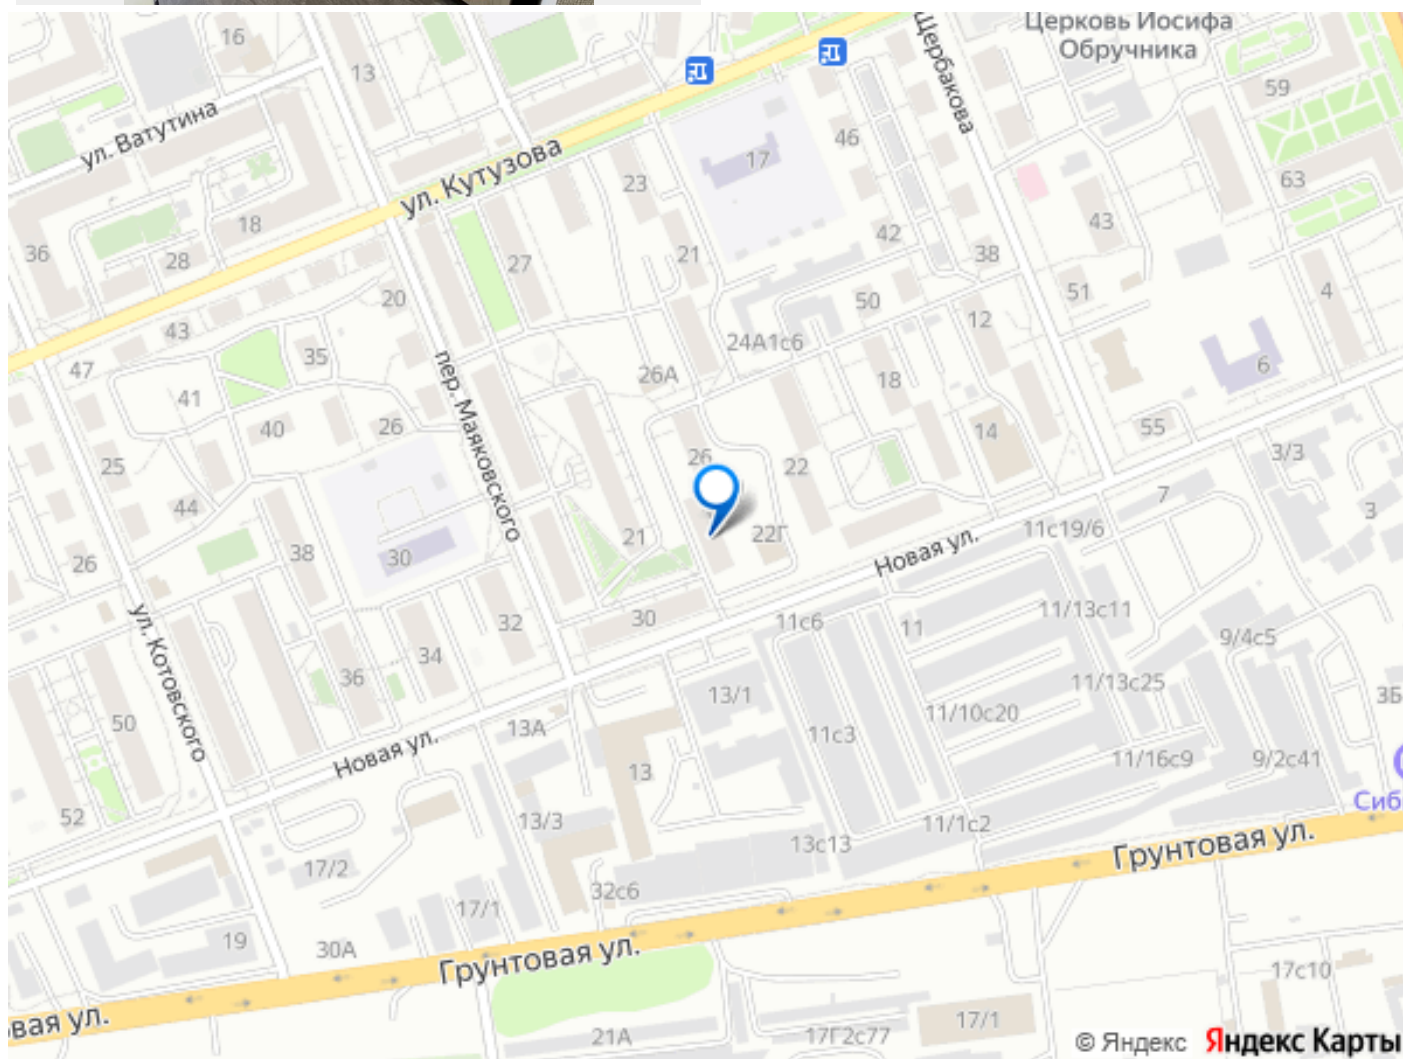 Церковь Иосифа
Обручника
16
13
Щербакова
59
ул. Ватутина
46
17
ул. Кутузова
23
63
36
18
28
27
21
42
38
43
20
50
51
4
43
12
47
35
24А1с6
6
пер. Маяковского
26А
18
41
40
26
14
55
25
26
22
3/3
44
7
3
38
30
21
22Г
11с19/6
Новая ул.
26
ул. Котовского
32
30
11с6
11
11/13с11
9/4с5
34
36
13/1
11/13с25
3Б
50
13А
11с3
11/10с20
Новая ул.
13
11/16с9
9/2с41
Сиб
52
13/3
11/1с2
13с13
Грунтовая ул.
17/2
32с6
17/1
19
30А
Грунтовая ул.
17с10
вая ул.
21А
17Г2с77
17/1
© Яндекс Яндекс Карты